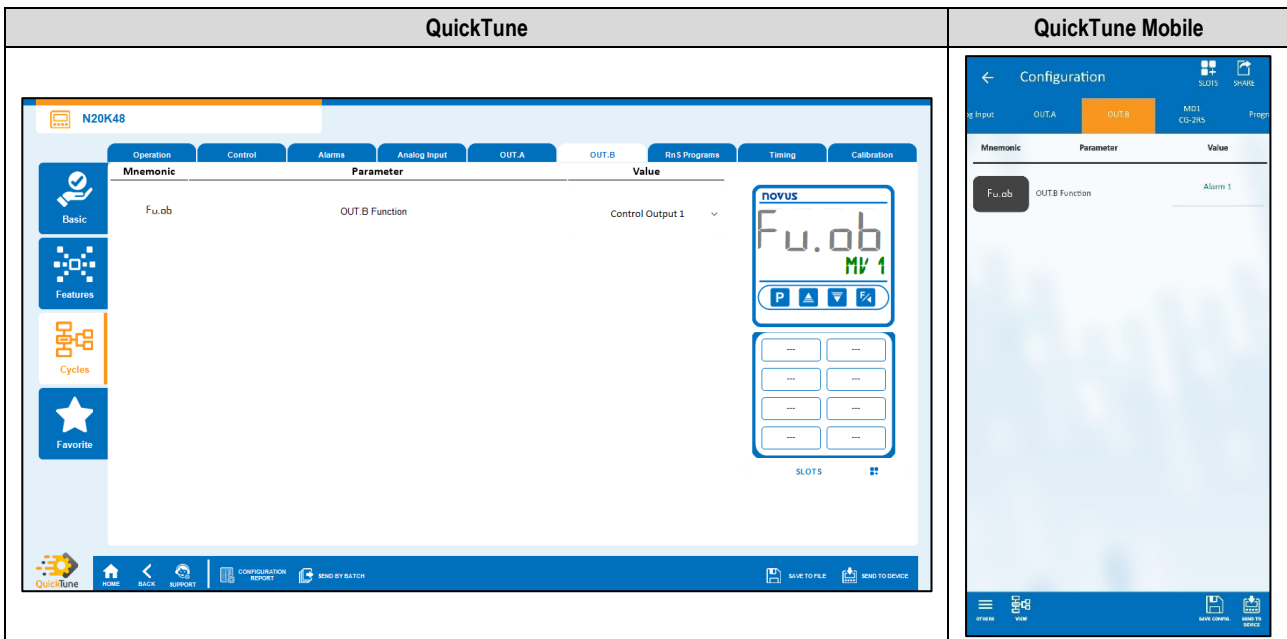 QuickTune
QuickTune Mobile
N20K48
Operation Control Alarms Analog Input OUT.A OUT.B RnS Programs Timing Calibration
Mnemonic Parameter Value
Fu.ob OUT.B Function Control Output 1
Basic
Features
Cycles
Favorite
novus
Fu.ob
MV 1
P F/
--- ---
--- ---
--- ---
--- ---
SLOTS
QuickTune
HOME BACK SUPPORT CONFIGURATION REPORT SEND BY BATCH SAVE TO FILE SEND TO DEVICE
Configuration
SLOTS SHARE
og Input OUT.A OUT.B MD1 Progr
CG-2R5
Mnemonic Parameter Value
Fu.ob OUT.B Function Alarm 1
OTHERS VIEW SAVE CONFIG. SEND TO
DEVICE